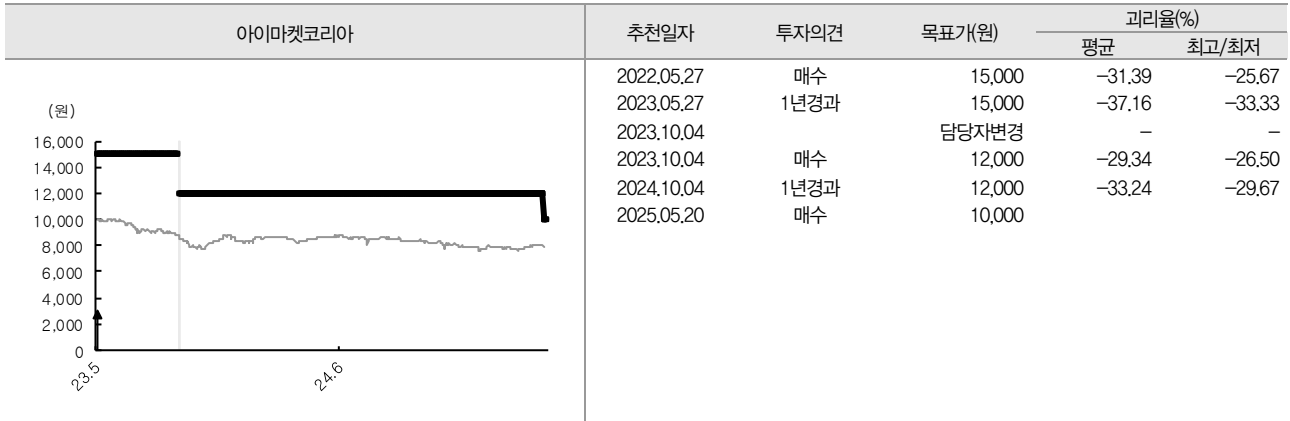 아이마켓코리아
추천일자 투자의견 목표가(원) 괴리율(%)
평균 최고/최저
2022.05.27 매수 15,000 -31.39 -25.67
2023.05.27 1년경과 15,000 -37.16 -33.33
2023.10.04 담당자변경 - -
2023.10.04 매수 12,000 -29.34 -26.50
2024.10.04 1년경과 12,000 -33.24 -29.67
2025.05.20 매수 10,000
(원)
16,000
14,000
12,000
10,000
8,000
6,000
4,000
2,000
0
23.5 24.6